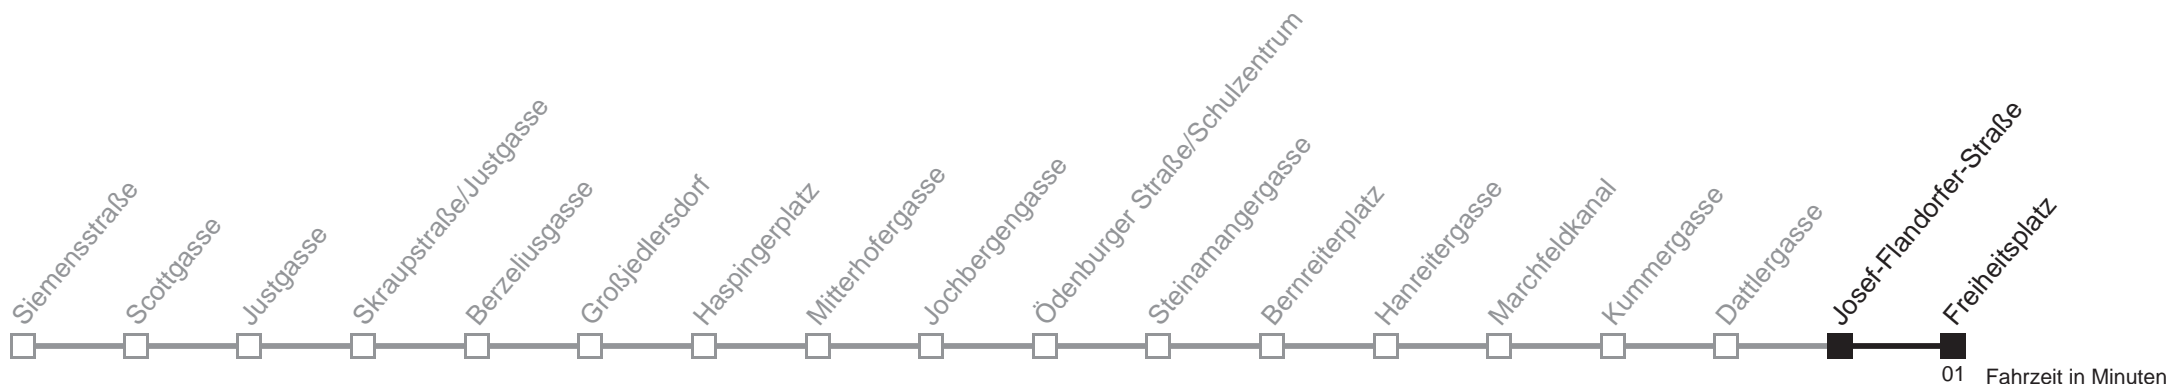 Siemensstraße
Scottgasse
Justgasse
Skraupstraße/Justgasse
Berzeliusgasse
Großjedlersdorf
Haspingerplatz
Mitterhofergasse
Jochbergengasse
Ödenburger Straße/Schulzentrum
Steinamangergasse
Bernreiterplatz
Hanreitergasse
Marchfeldkanal
Kummergasse
Dattlergasse
Josef-Flandorfer-Straße
Freiheitsplatz
01 Fahrzeit in Minuten